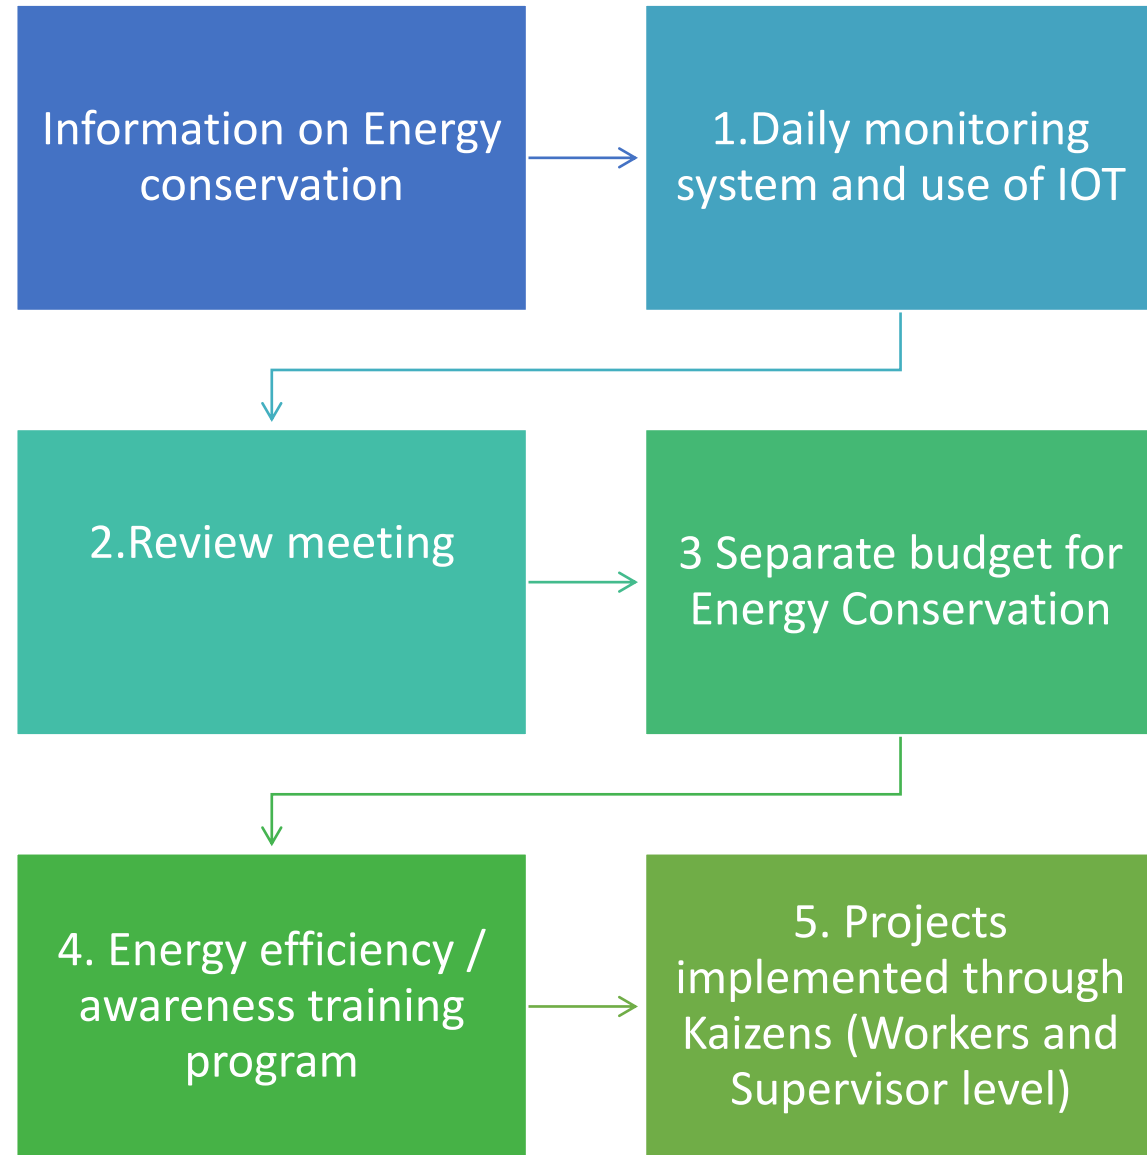 Information on Energy
conservation
1.Daily monitoring
system and use of IOT
2.Review meeting
3 Separate budget for
Energy Conservation
4. Energy efficiency /
awareness training
program
5. Projects
implemented through
Kaizens (Workers and
Supervisor level)